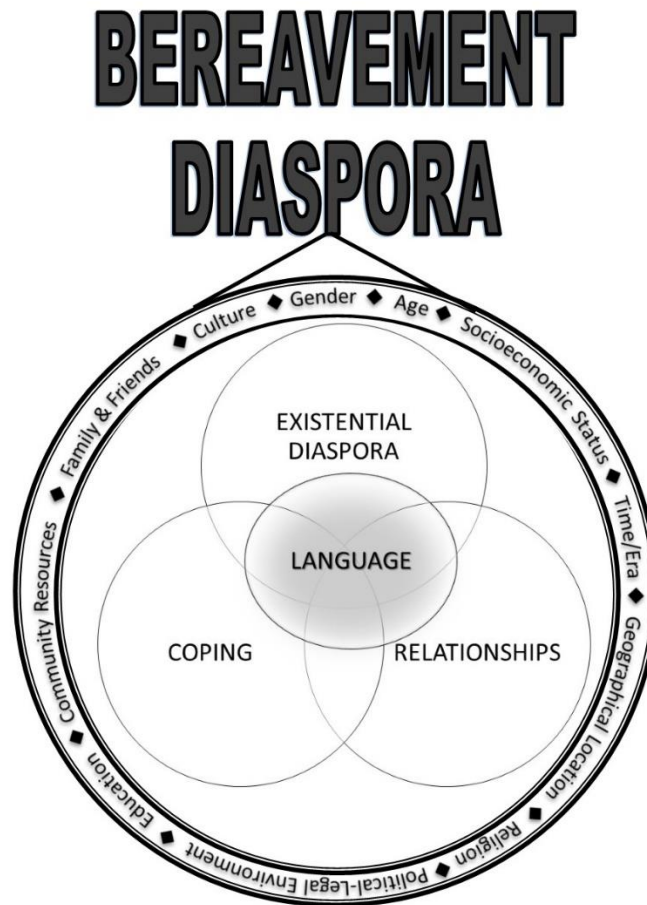 BEREAVEMENT
DIASPORA
Gender ◆ Age ◆ Socioeconomic Status ◆ Time/Era ◆ Geographical Location ◆ Religion ◆ Political-Legal Environment ◆ Education ◆ Community Resources ◆ Family & Friends ◆ Culture ◆
EXISTENTIAL
DIASPORA
LANGUAGE
COPING
RELATIONSHIPS